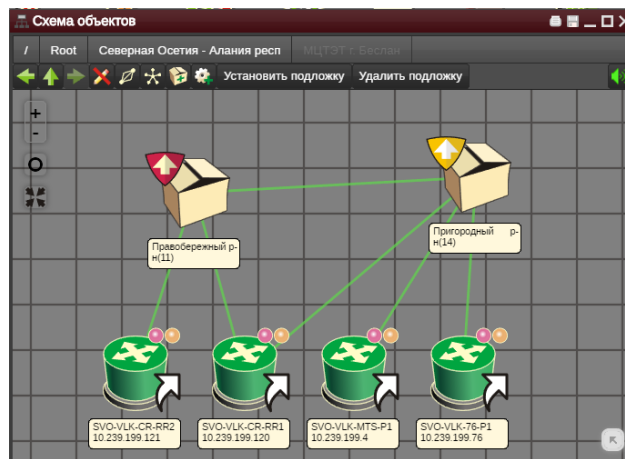 Схема объектов
/ Root Северная Осетия - Алания респ МЦТЭТ г. Беслан
Установить подложку Удалить подложку
+
-
Правобережный р-
н(11)
Пригородный р-
н(14)
SVO-VLK-CR-RR2
10.239.199.121
SVO-VLK-CR-RR1
10.239.199.120
SVO-VLK-MTS-P1
10.239.199.4
SVO-VLK-76-P1
10.239.199.76